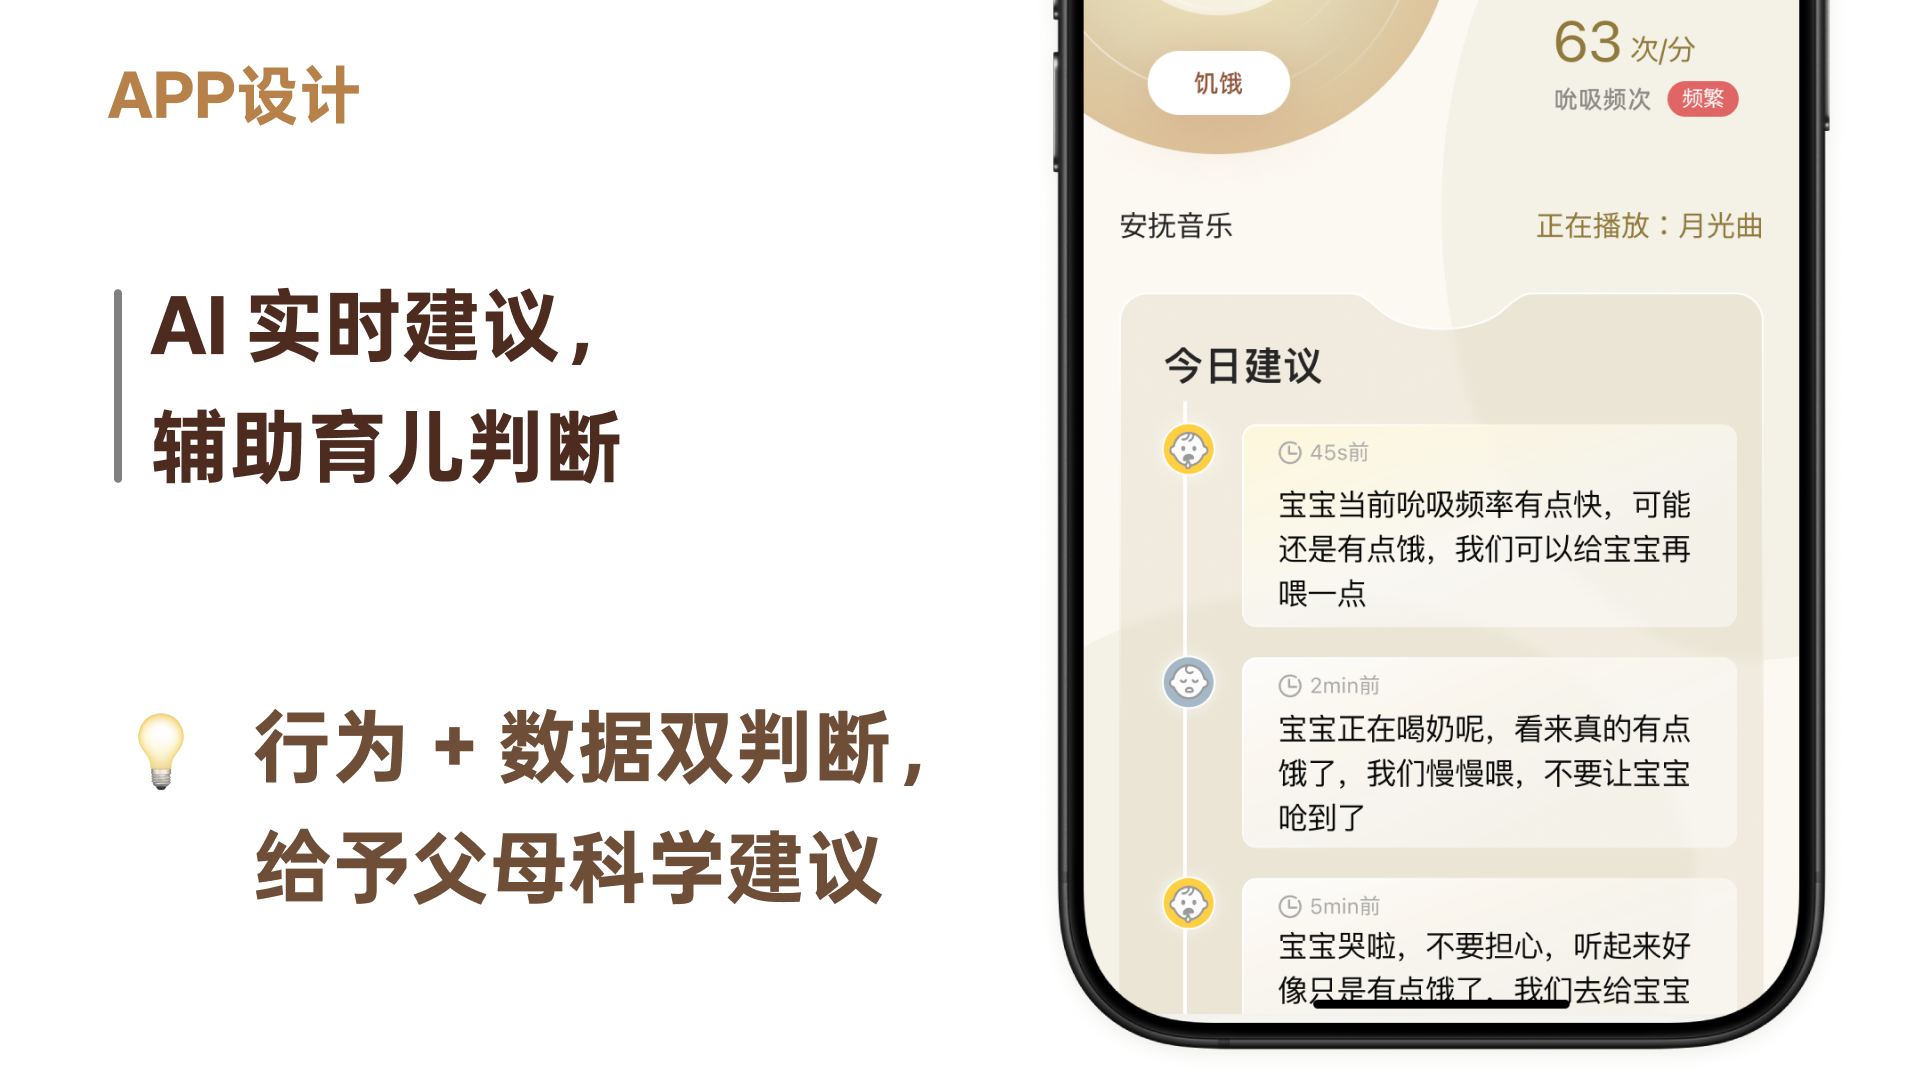 APP设计
AI 实时建议，
辅助育儿判断
行为 + 数据双判断，
给予父母科学建议
饥饿
63 次/分
吮吸频次 频繁
安抚音乐
正在播放：月光曲
今日建议
45s前
宝宝当前吮吸频率有点快，可能
还是有点饿，我们可以给宝宝再
喂一点
2min前
宝宝正在喝奶呢，看来真的有点
饿了，我们慢慢喂，不要让宝宝
呛到了
5min前
宝宝哭啦，不要担心，听起来好
像只是有点饿了，我们去给宝宝